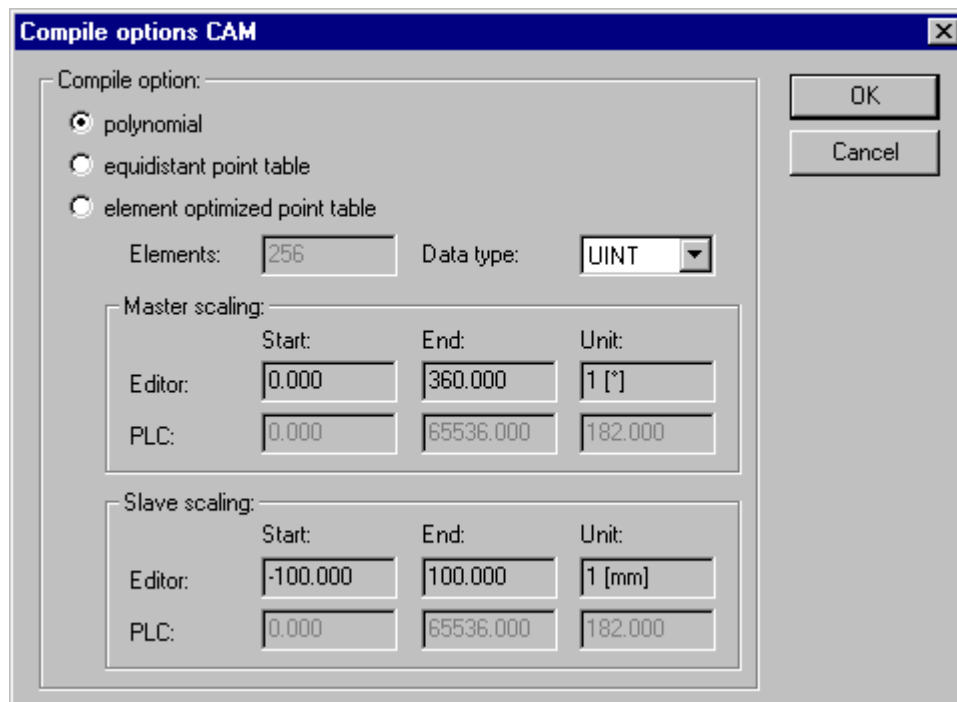 Compile options CAM
Compile option:
polynomial
equidistant point table
element optimized point table
Elements: 256 Data type: UINT
Master scaling:
Start: End: Unit:
Editor: 0.000 360.000 1 [°]
PLC: 0.000 65536.000 182.000
Slave scaling:
Start: End: Unit:
Editor: -100.000 100.000 1 [mm]
PLC: 0.000 65536.000 182.000
OK
Cancel